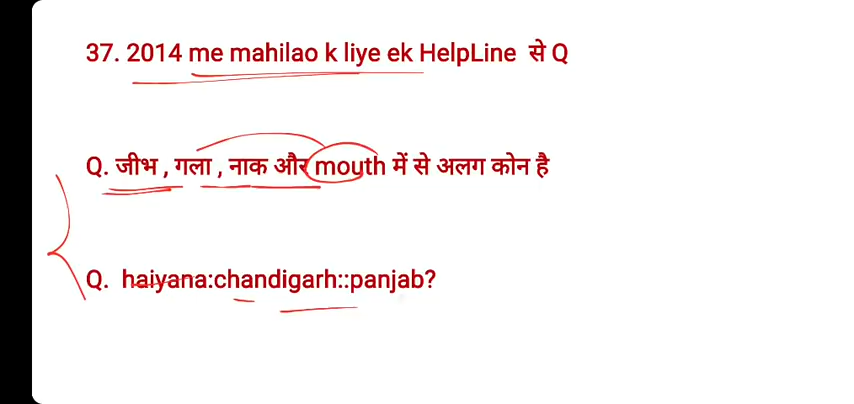 37. 2014 me mahilao k liye ek HelpLine से Q
Q. जीभ , गला , नाक और mouth में से अलग कोन है
Q. haiyana:chandigarh::panjab?